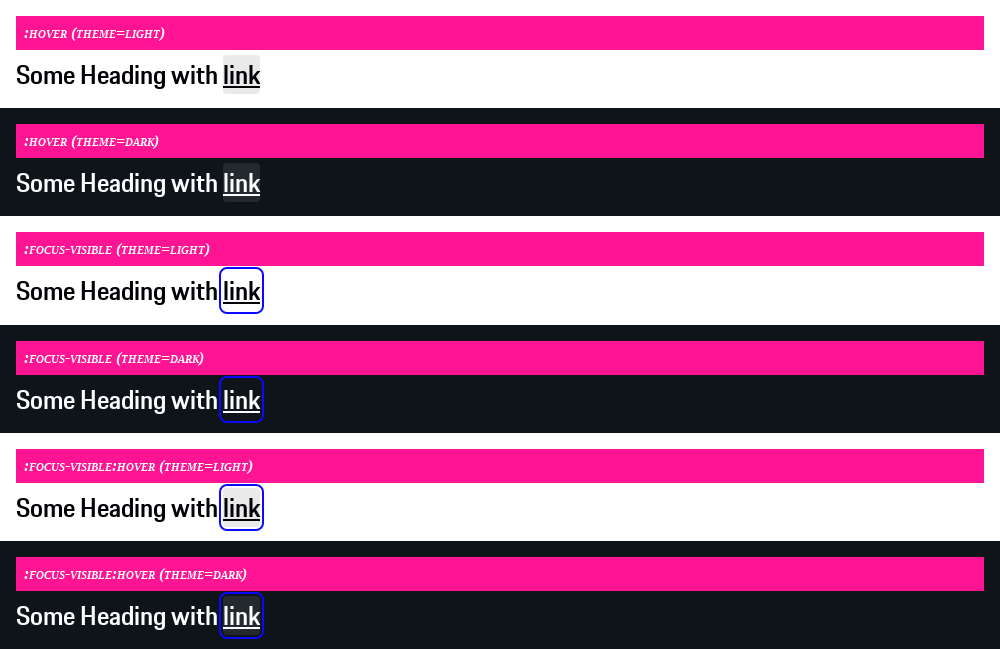 :hover (theme=light)
Some Heading with link
:hover (theme=dark)
Some Heading with link
:focus-visible (theme=light)
Some Heading with link
:focus-visible (theme=dark)
Some Heading with link
:focus-visible:hover (theme=light)
Some Heading with link
:focus-visible:hover (theme=dark)
Some Heading with link